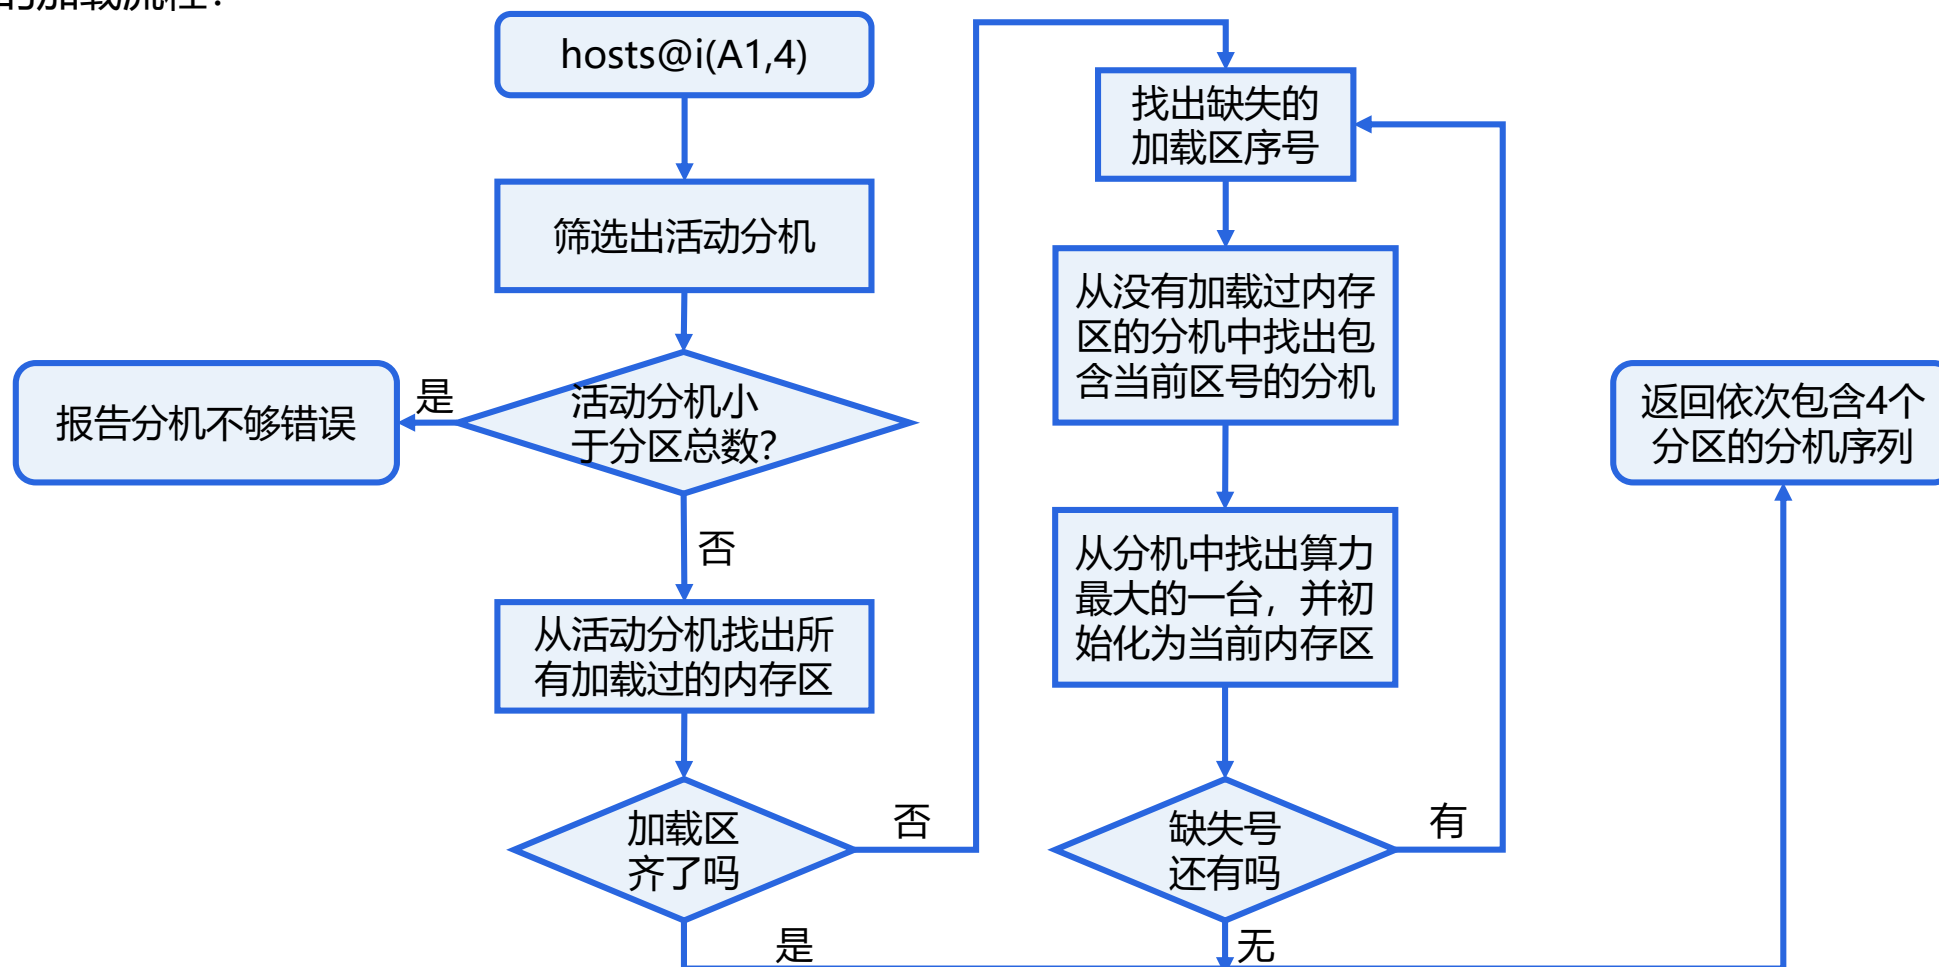 的加载流程：
hosts@i(A1,4)
筛选出活动分机
活动分机小
于分区总数?
是
报告分机不够错误
否
从活动分机找出所
有加载过的内存区
加载区
齐了吗
否
是
找出缺失的
加载区序号
从没有加载过内存
区的分机中找出包
含当前区号的分机
从分机中找出算力
最大的一台，并初
始化为当前内存区
缺失号
还有吗
有
无
返回依次包含4个
分区的分机序列